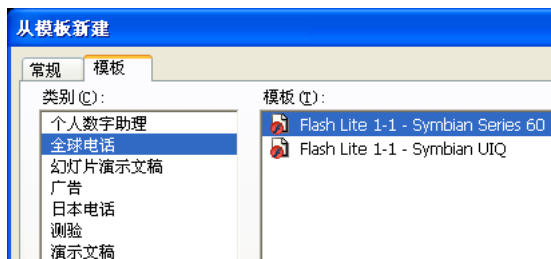 从模板新建
常规 模板
类别(C): 模板(T):
个人数字助理 Flash Lite 1-1 - Symbian Series 60
全球电话 Flash Lite 1-1 - Symbian UIQ
幻灯片演示文稿
广告
日本电话
测验
演示文稿